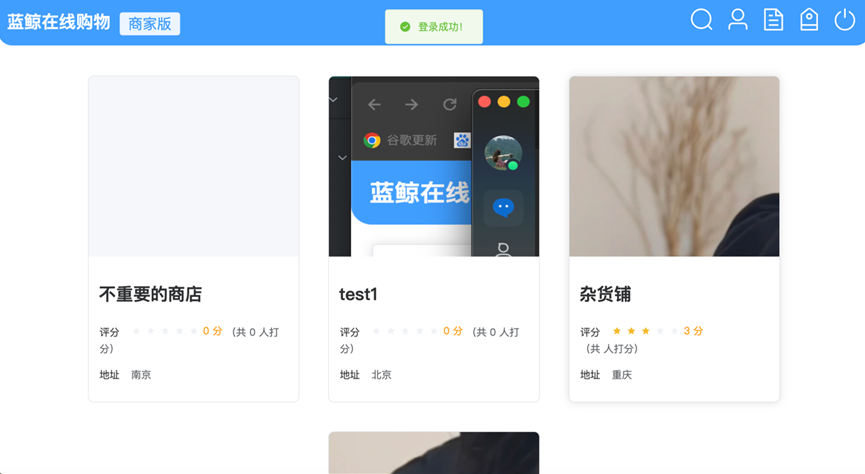 蓝鲸在线购物 商家版
登录成功！
谷歌更新
蓝鲸在线
不重要的商店
评分 0 分 （共 0 人打
分）
地址 南京
test1
评分 0 分 （共 0 人打
分）
地址 北京
杂货铺
评分 3 分
（共 人打分）
地址 重庆